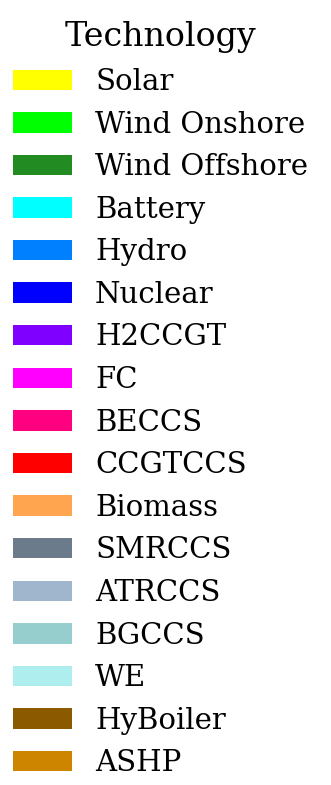 Technology
Solar
Wind Onshore
Wind Offshore
Battery
Hydro
Nuclear
H2CCGT
FC
BECCS
CCGTCCS
Biomass
SMRCCS
ATRCCS
BGCCS
WE
HyBoiler
ASHP